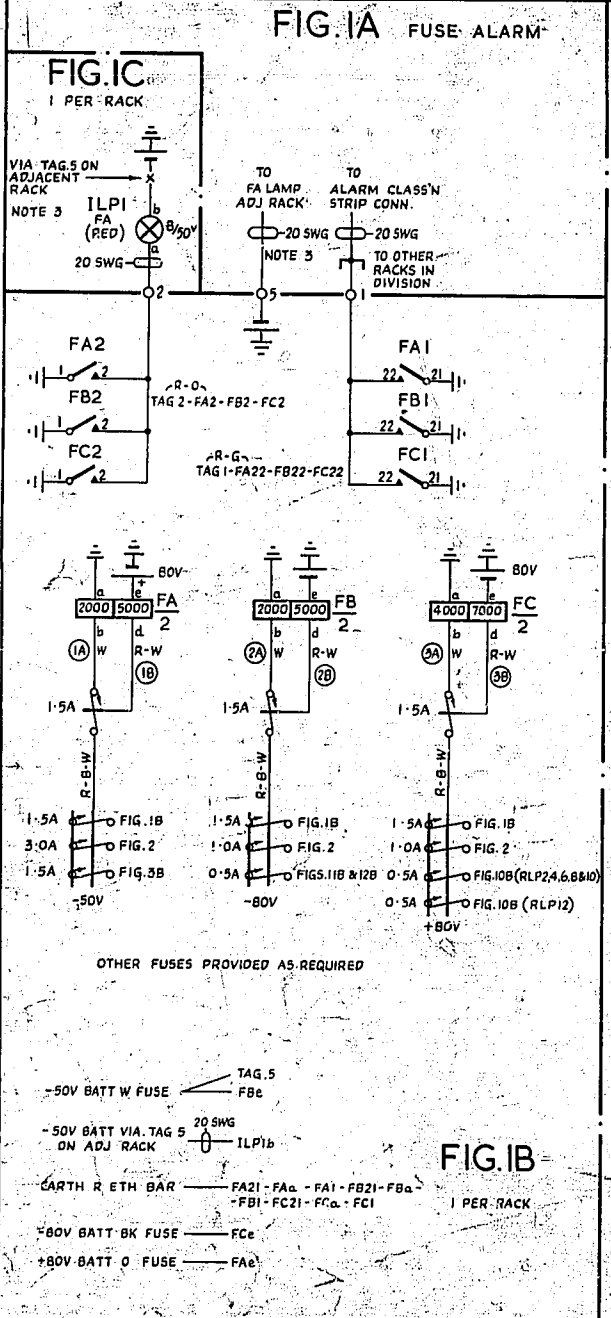 FIG.1A FUSE ALARM
FIG.1C
1 PER RACK
VIA TAG.5 ON
ADJACENT
RACK
NOTE 3
ILP1
FA
(RED)
b
8/50V
a
20 SWG
2
TO
FA LAMP
ADJ RACK
20 SWG
NOTE 3
5
TO
ALARM CLASS'N
STRIP CONN.
20 SWG
TO OTHER
RACKS IN
DIVISION
1
FA2
1 2
FB2
1 2
FC2
1 2
R-O
TAG 2-FA2-FB2-FC2
FA1
22 21
FB1
22 21
FC1
22 21
R-G
TAG 1-FA22-FB22-FC22
80V
+
a e
2000 5000
FA
2
b d
1A W R-W
1B
1.5A
R-B-W
1.5A FIG.1B
3.0A FIG.2
1.5A FIG.3B
-50V
a e
2000 5000
FB
2
b d
2A W R-W
2B
1.5A
R-B-W
1.5A FIG.1B
1.0A FIG.2
0.5A FIGS.11B & 12B
-80V
80V
a e
4000 7000
FC
2
b d
3A W R-W
3B
1.5A
R-B-W
1.5A FIG.1B
1.0A FIG.2
0.5A FIG.10B (RLP2,4,6,8&10)
0.5A FIG.10B (RLP12)
+80V
OTHER FUSES PROVIDED AS REQUIRED
-50V BATT W FUSE TAG.5
FBe
-50V BATT VIA TAG 5
ON ADJ RACK
20 SWG
ILP1b
EARTH R ETH BAR FA21-FAa-FA1-FB21-FBa-
-FB1-FC21-FCa-FC1
-80V BATT BK FUSE FCe
+80V BATT O FUSE FAe
FIG.1B
1 PER RACK